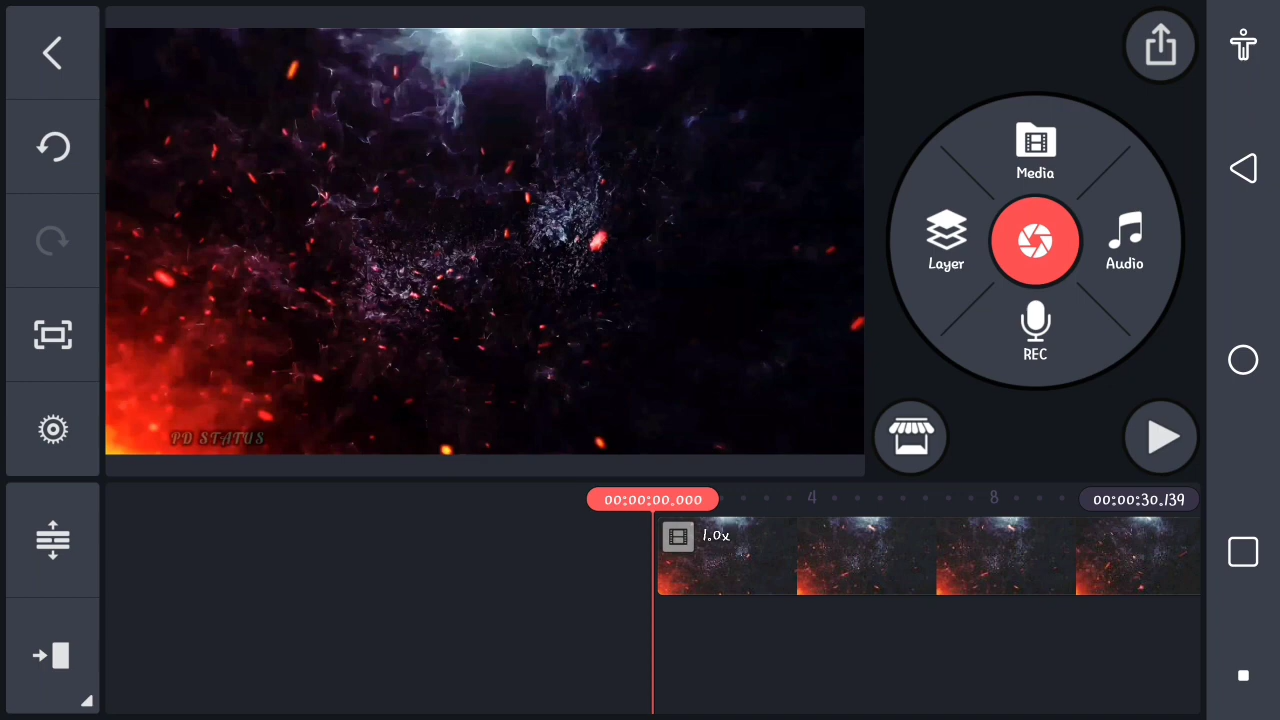 Media
Layer
Audio
REC
PD STATUS
00:00:00.000
4
8
00:00:30.139
1.0x